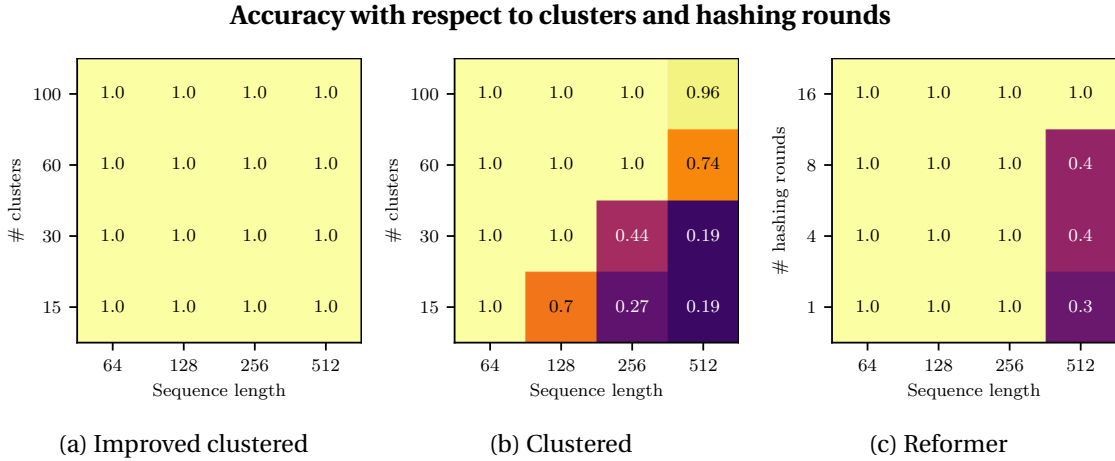 Accuracy with respect to clusters and hashing rounds
# clusters
100 1.0 1.0 1.0 1.0
60 1.0 1.0 1.0 1.0
30 1.0 1.0 1.0 1.0
15 1.0 1.0 1.0 1.0
64 128 256 512
Sequence length
(a) Improved clustered
# clusters
100 1.0 1.0 1.0 0.96
60 1.0 1.0 1.0 0.74
30 1.0 1.0 0.44 0.19
15 1.0 0.7 0.27 0.19
64 128 256 512
Sequence length
(b) Clustered
# hashing rounds
16 1.0 1.0 1.0 1.0
8 1.0 1.0 1.0 0.4
4 1.0 1.0 1.0 0.4
1 1.0 1.0 1.0 0.3
64 128 256 512
Sequence length
(c) Reformer